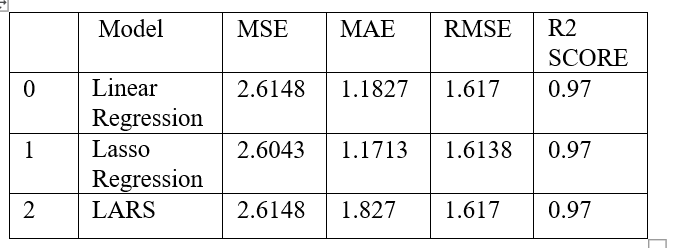 Model MSE MAE RMSE R2
SCORE
0 Linear 2.6148 1.1827 1.617 0.97
Regression
1 Lasso 2.6043 1.1713 1.6138 0.97
Regression
2 LARS 2.6148 1.827 1.617 0.97